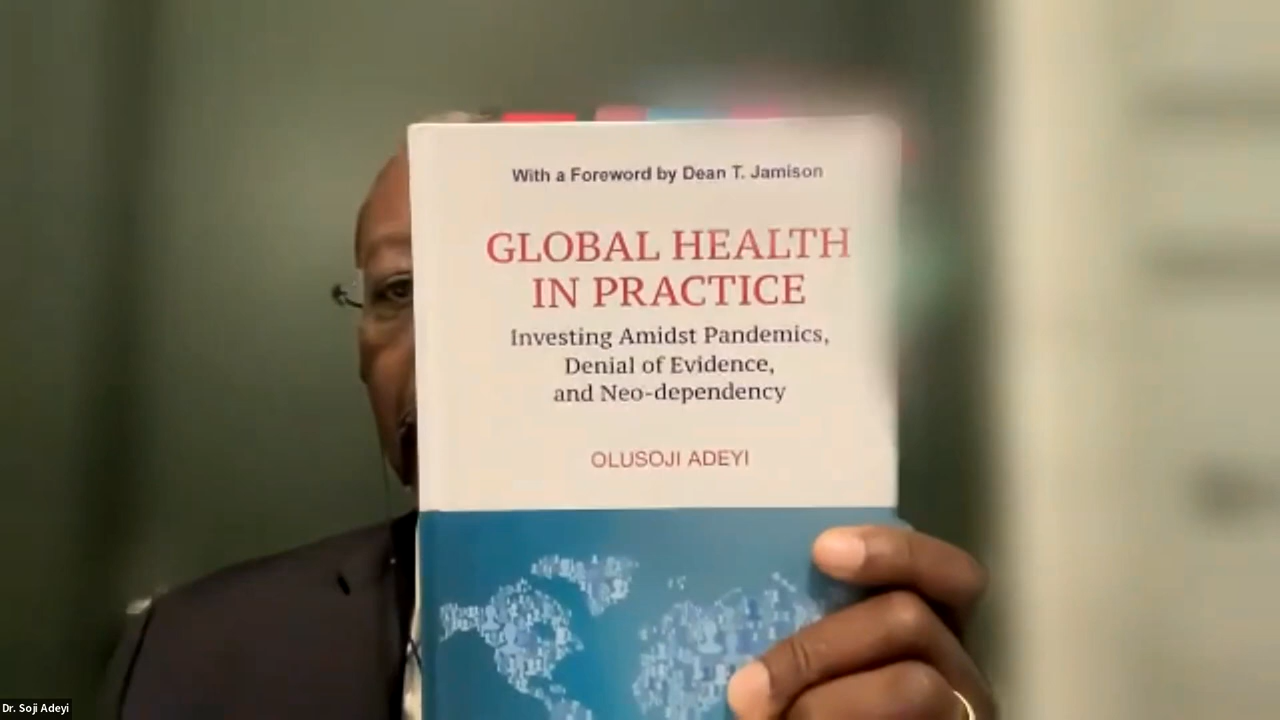 With a Foreword by Dean T. Jamison
GLOBAL HEALTH
IN PRACTICE
Investing Amidst Pandemics,
Denial of Evidence,
and Neo-dependency
OLUSOJI ADEYI
Dr. Soji Adeyi